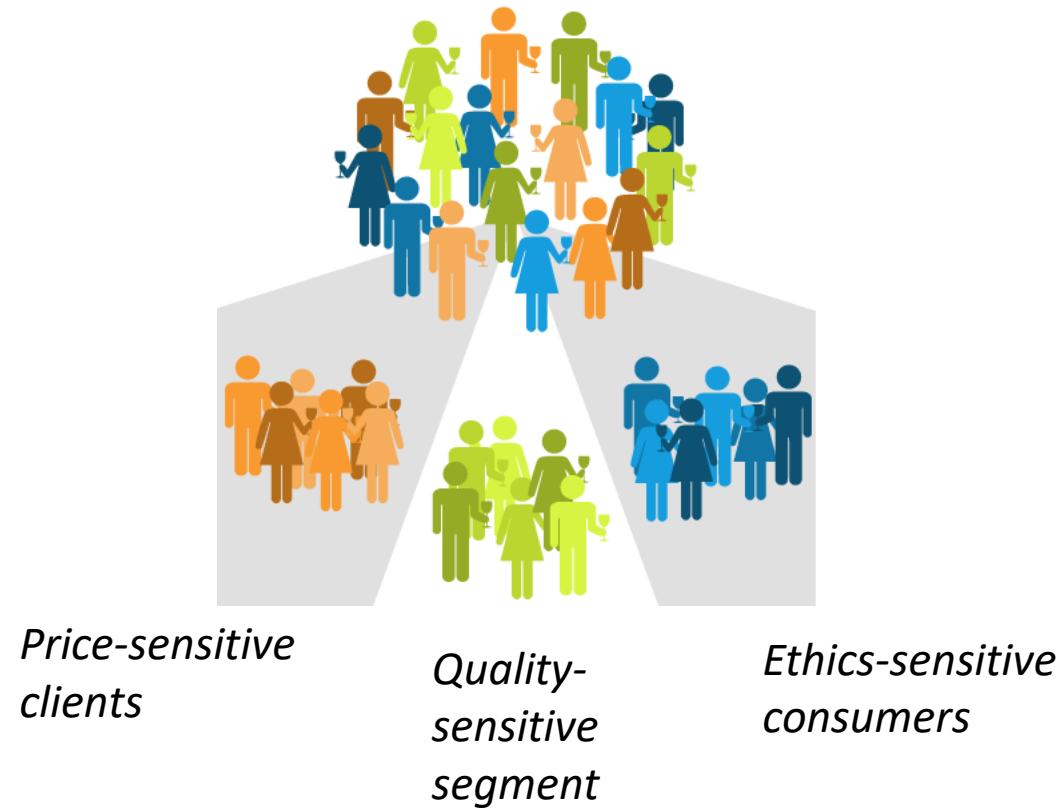 Price-sensitive
clients
Quality-
sensitive
segment
Ethics-sensitive
consumers